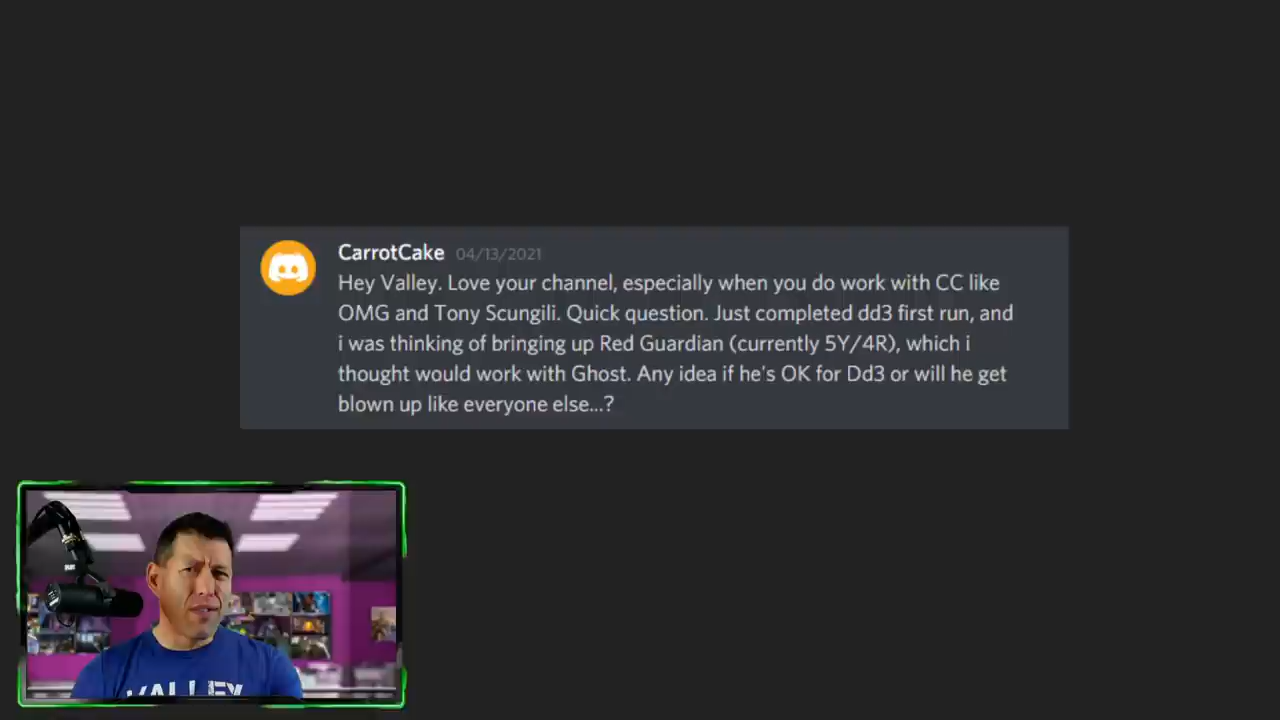 CarrotCake 04/13/2021
Hey Valley. Love your channel, especially when you do work with CC like
OMG and Tony Scungili. Quick question. Just completed dd3 first run, and
i was thinking of bringing up Red Guardian (currently 5Y/4R), which i
thought would work with Ghost. Any idea if he's OK for Dd3 or will he get
blown up like everyone else...?
VALLEY